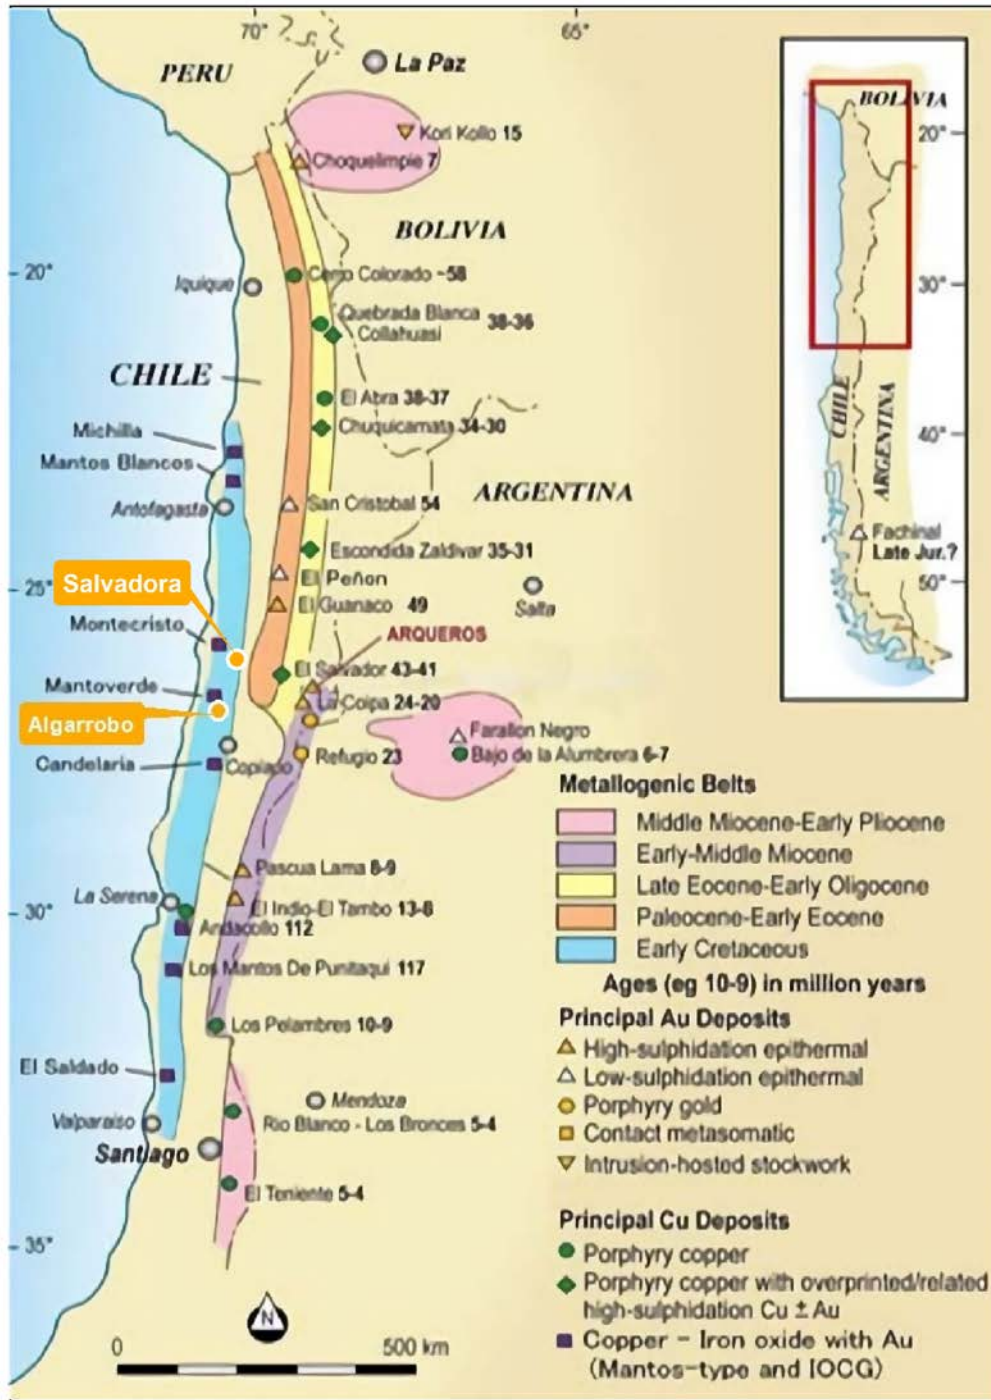 70°
65°
PERU
La Paz
Kori Kollo 15
Choquelimpie 7
BOLIVIA
20°
Cerro Colorado ~58
Iquique
Quebrada Blanca
38-36
Collahuasi
CHILE
El Abra 38-37
Michilla
Chuquicamata 34-30
Mantos Blancos
ARGENTINA
Antofagasta
San Cristobal 54
Escondida Zaldivar 35-31
Salvadora
25°
El Peñon
Salta
El Guanaco 49
Montecristo
ARQUEROS
El Salvador 43-41
Mantoverde
La Coipa 24-20
Algarrobo
Farallon Negro
Bajo de la Alumbrera 6-7
Candelaria
Copiapo
Refugio 23
Pascua Lama 8-9
La Serena
30°
El Indio-El Tambo 13-8
Andacollo 112
Los Mantos De Punitaqui 117
Los Pelambres 10-9
El Saldado
Mendoza
Valparaiso
Rio Blanco - Los Bronces 5-4
Santiago
El Teniente 5-4
35°
N
0
500 km
BOLIVIA
20°
30°
CHILE
ARGENTINA
40°
Fachinal
Late Jur.?
50°
Metallogenic Belts
Middle Miocene-Early Pliocene
Early-Middle Miocene
Late Eocene-Early Oligocene
Paleocene-Early Eocene
Early Cretaceous
Ages (eg 10-9) in million years
Principal Au Deposits
High-sulphidation epithermal
Low-sulphidation epithermal
Porphyry gold
Contact metasomatic
Intrusion-hosted stockwork
Principal Cu Deposits
Porphyry copper
Porphyry copper with overprinted/related
high-sulphidation Cu ± Au
Copper - Iron oxide with Au
(Mantos-type and IOCG)